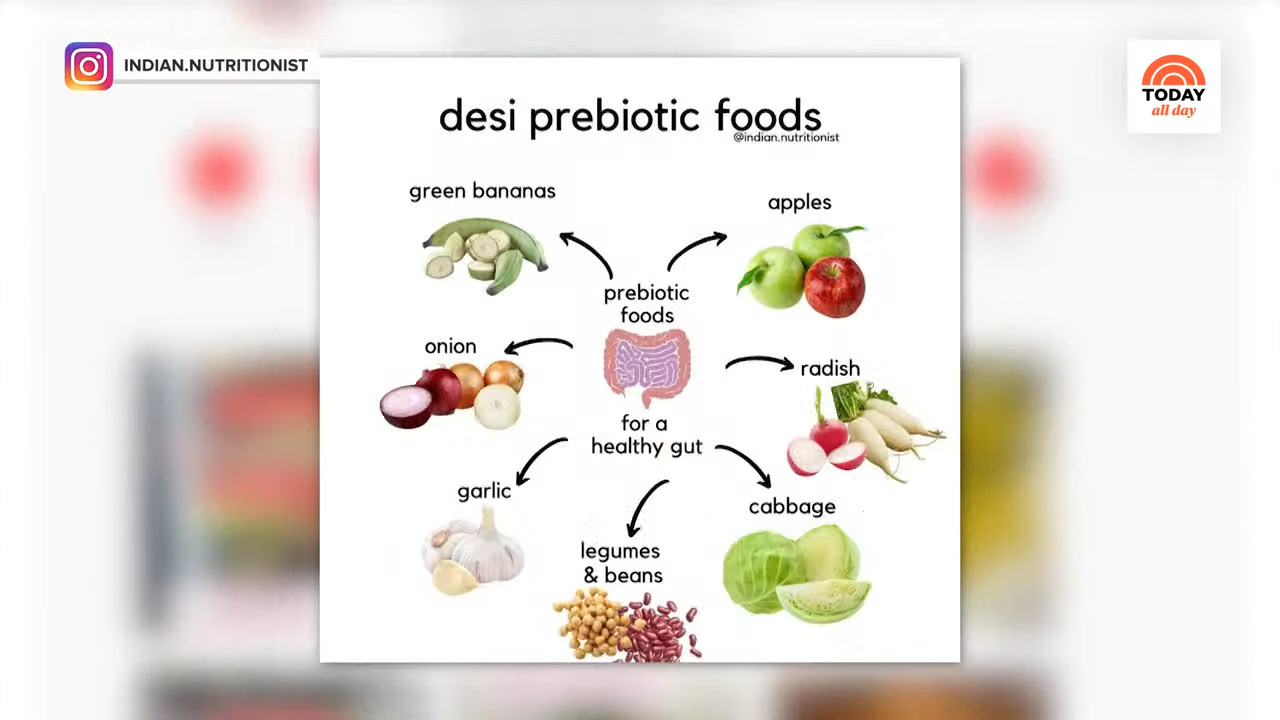 INDIAN.NUTRITIONIST
TODAY
all day
desi prebiotic foods
@indian.nutritionist
green bananas
apples
prebiotic
foods
onion
radish
for a
healthy gut
garlic
cabbage
legumes
& beans